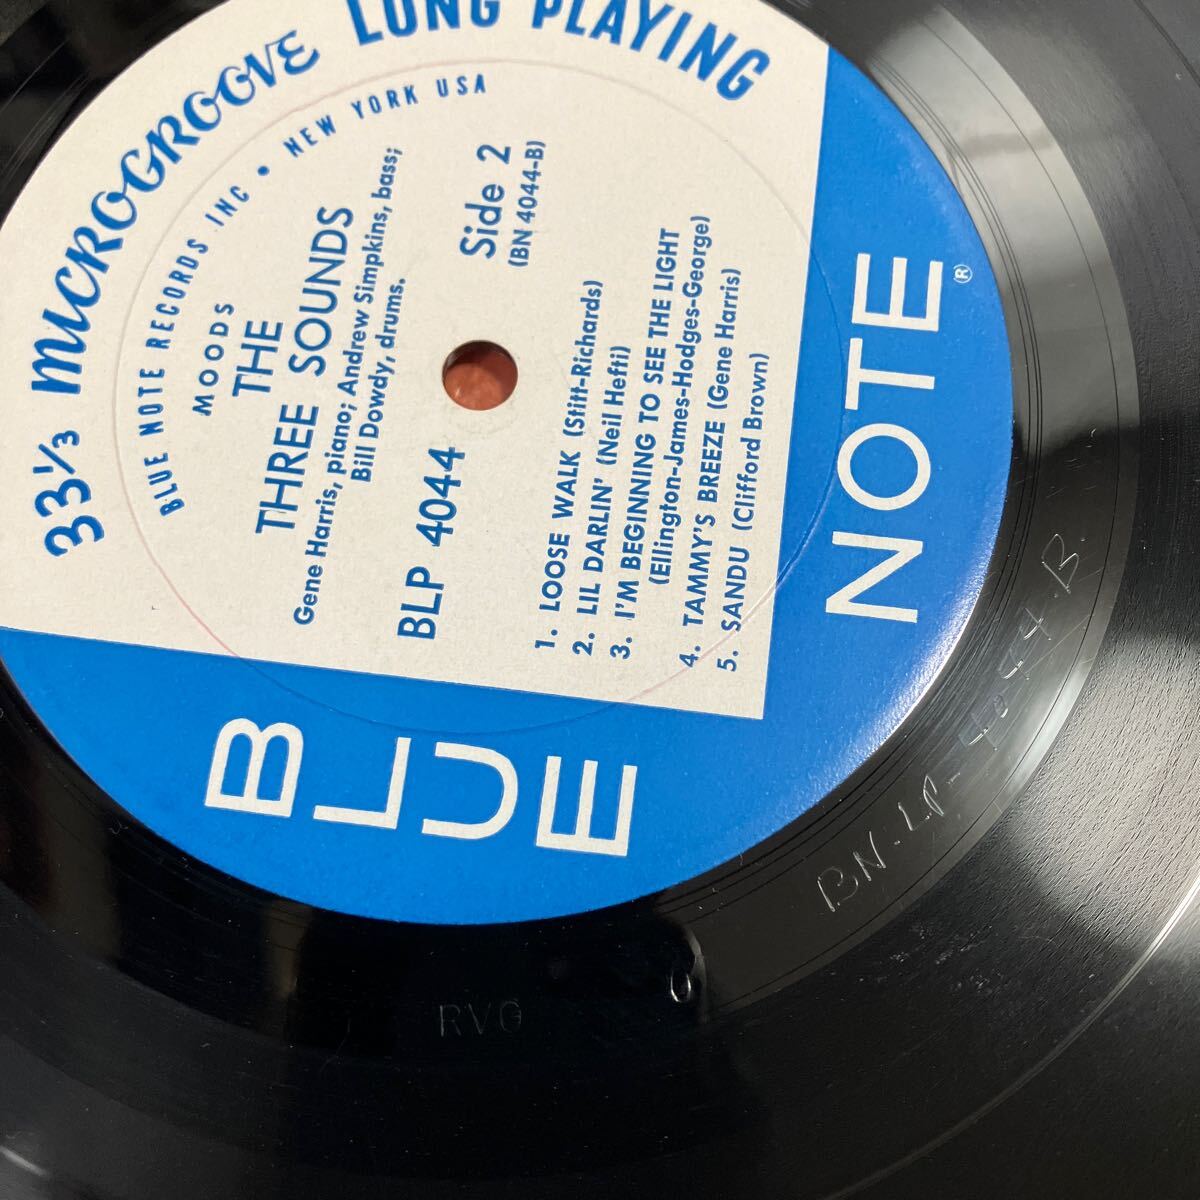 33⅓ MICROGROOVE LONG PLAYING
BLUE NOTE RECORDS INC • NEW YORK USA
MOODS
THE
THREE SOUNDS
Gene Harris, piano; Andrew Simpkins, bass;
Bill Dowdy, drums.
BLP 4044
Side 2
(BN 4044-B)
1. LOOSE WALK (Stitt-Richards)
2. LIL DARLIN' (Neil Hefti)
3. I'M BEGINNING TO SEE THE LIGHT
(Ellington-James-Hodges-George)
4. TAMMY'S BREEZE (Gene Harris)
5. SANDU (Clifford Brown)
BLUE
NOTE®
BN·LP-4044·B.
RVG